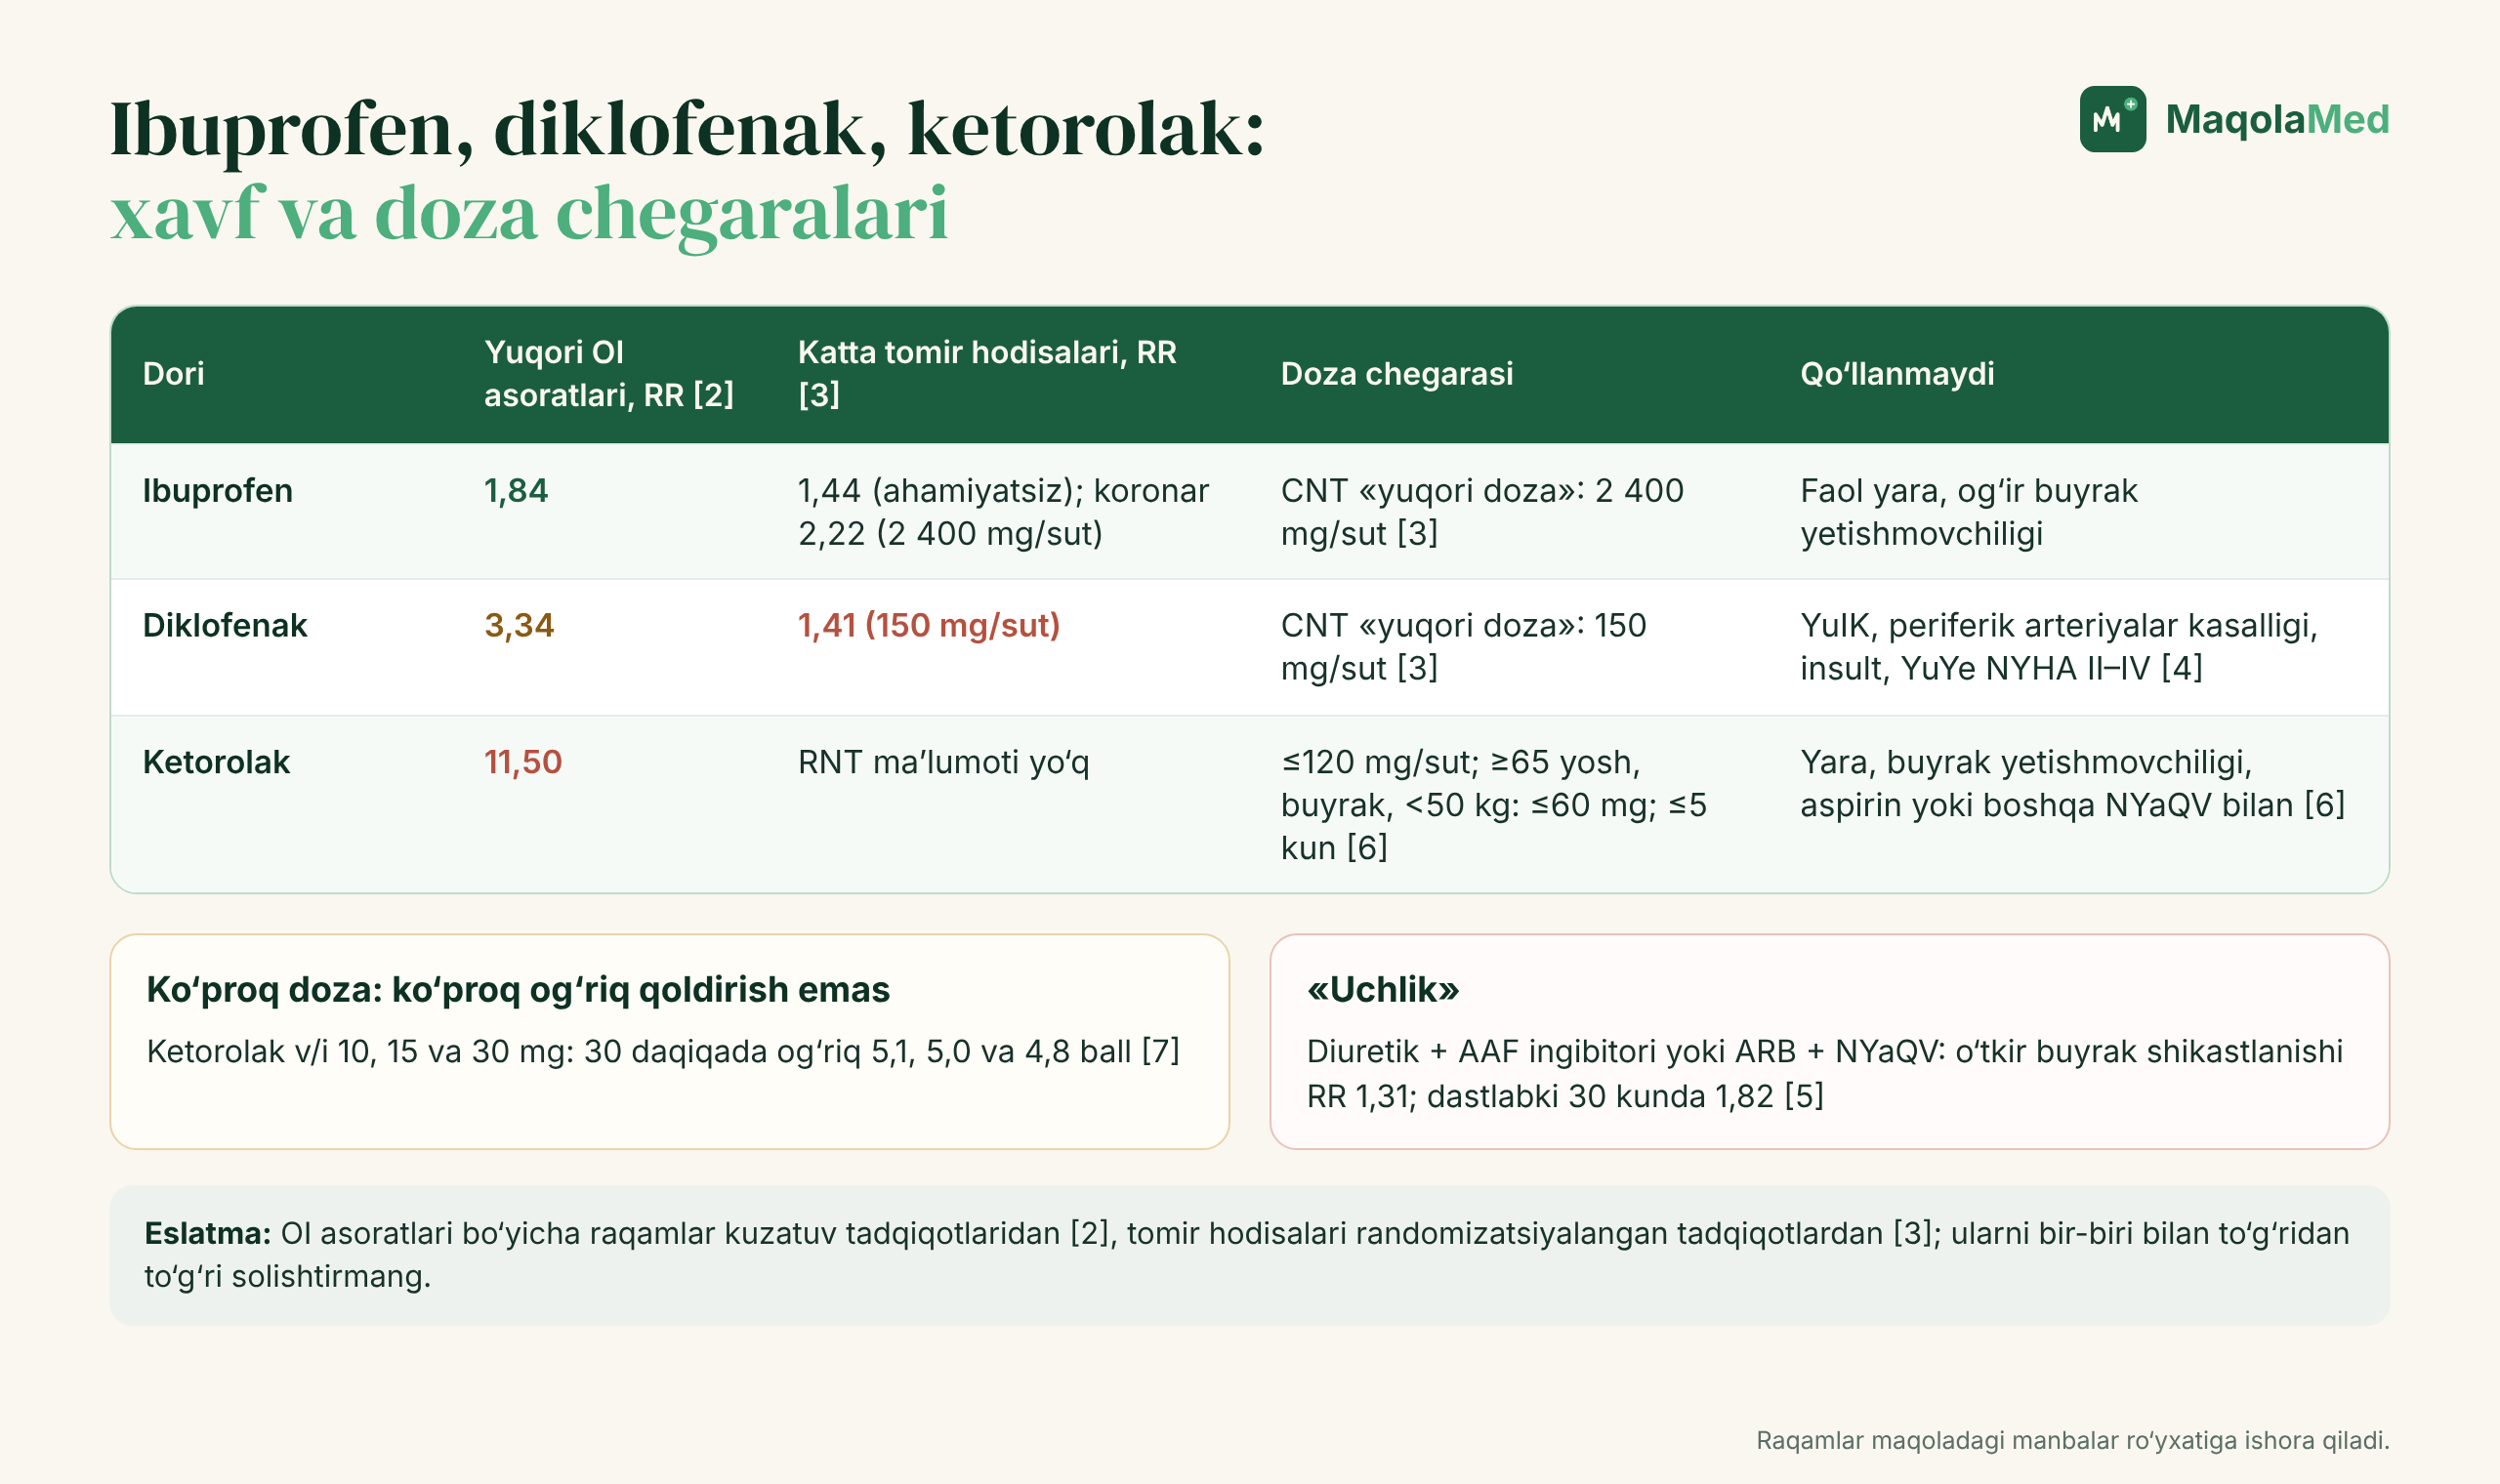 Ibuprofen, diklofenak, ketorolak:
xavf va doza chegaralari
MaqolaMed
Dori
Yuqori OI
asoratlari, RR [2]
Katta tomir hodisalari, RR
[3]
Doza chegarasi
Qo‘llanmaydi
Ibuprofen
1,84
1,44 (ahamiyatsiz); koronar
2,22 (2 400 mg/sut)
CNT «yuqori doza»: 2 400
mg/sut [3]
Faol yara, og‘ir buyrak
yetishmovchiligi
Diklofenak
3,34
1,41 (150 mg/sut)
CNT «yuqori doza»: 150
mg/sut [3]
YuIK, periferik arteriyalar kasalligi,
insult, YuYe NYHA II–IV [4]
Ketorolak
11,50
RNT ma’lumoti yo‘q
≤120 mg/sut; ≥65 yosh,
buyrak, <50 kg: ≤60 mg; ≤5
kun [6]
Yara, buyrak yetishmovchiligi,
aspirin yoki boshqa NYaQV bilan [6]
Ko‘proq doza: ko‘proq og‘riq qoldirish emas
Ketorolak v/i 10, 15 va 30 mg: 30 daqiqada og‘riq 5,1, 5,0 va 4,8 ball [7]
«Uchlik»
Diuretik + AAF ingibitori yoki ARB + NYaQV: o‘tkir buyrak shikastlanishi
RR 1,31; dastlabki 30 kunda 1,82 [5]
Eslatma: OI asoratlari bo‘yicha raqamlar kuzatuv tadqiqotlaridan [2], tomir hodisalari randomizatsiyalangan tadqiqotlardan [3]; ularni bir-biri bilan to‘g‘ridan
to‘g‘ri solishtirmang.
Raqamlar maqoladagi manbalar ro‘yxatiga ishora qiladi.